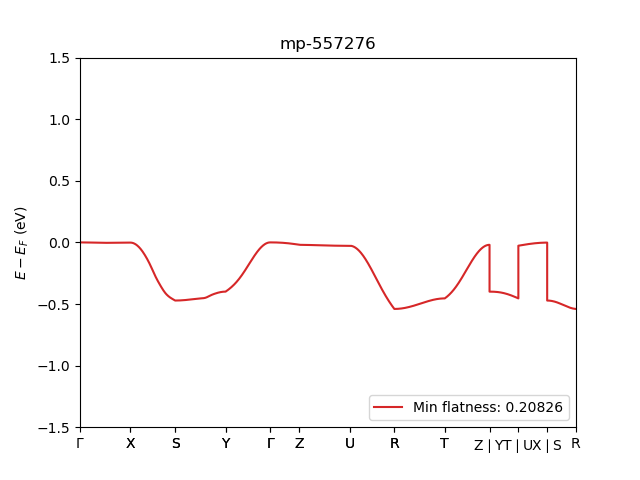 mp-557276
1.5
1.0
0.5
0.0
−0.5
−1.0
−1.5
E − E_F (eV)
Min flatness: 0.20826
Γ X S Y Γ Z U R T Z | YT | UX | S R